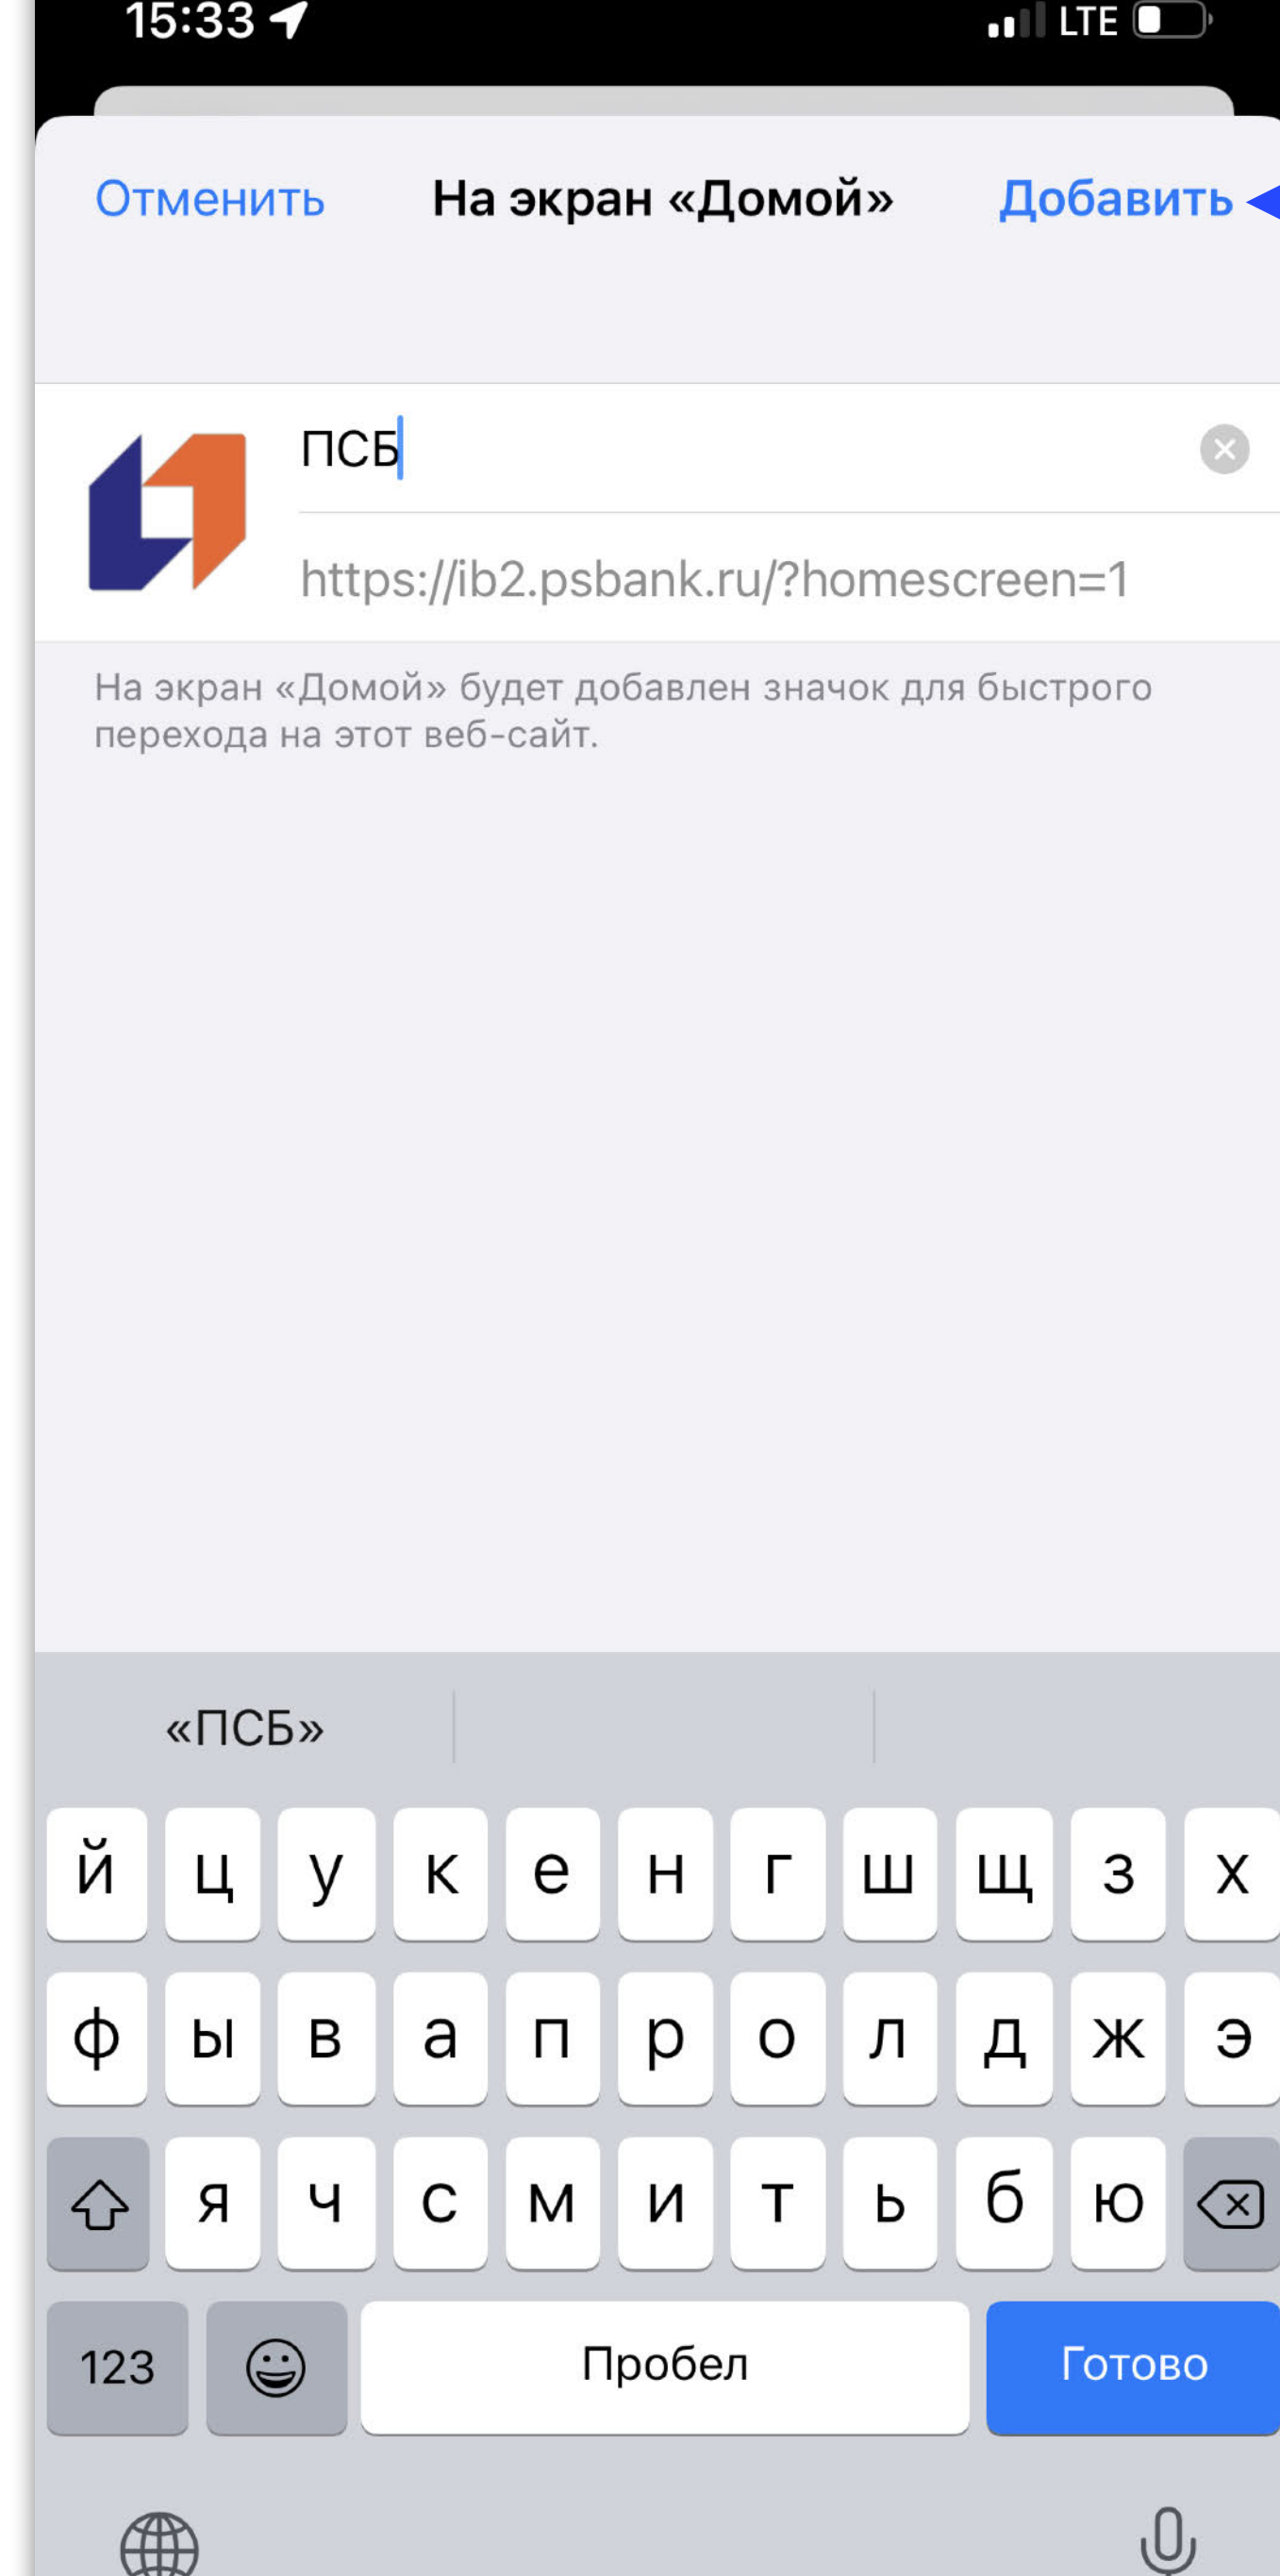 15:33
LTE
Отменить
На экран «Домой»
Добавить
ПСБ
https://ib2.psbank.ru/?homescreen=1
На экран «Домой» будет добавлен значок для быстрого
перехода на этот веб-сайт.
«ПСБ»
й ц у к е н г ш щ з х
ф ы в а п р о л д ж э
я ч с м и т ь б ю
123
Пробел
Готово